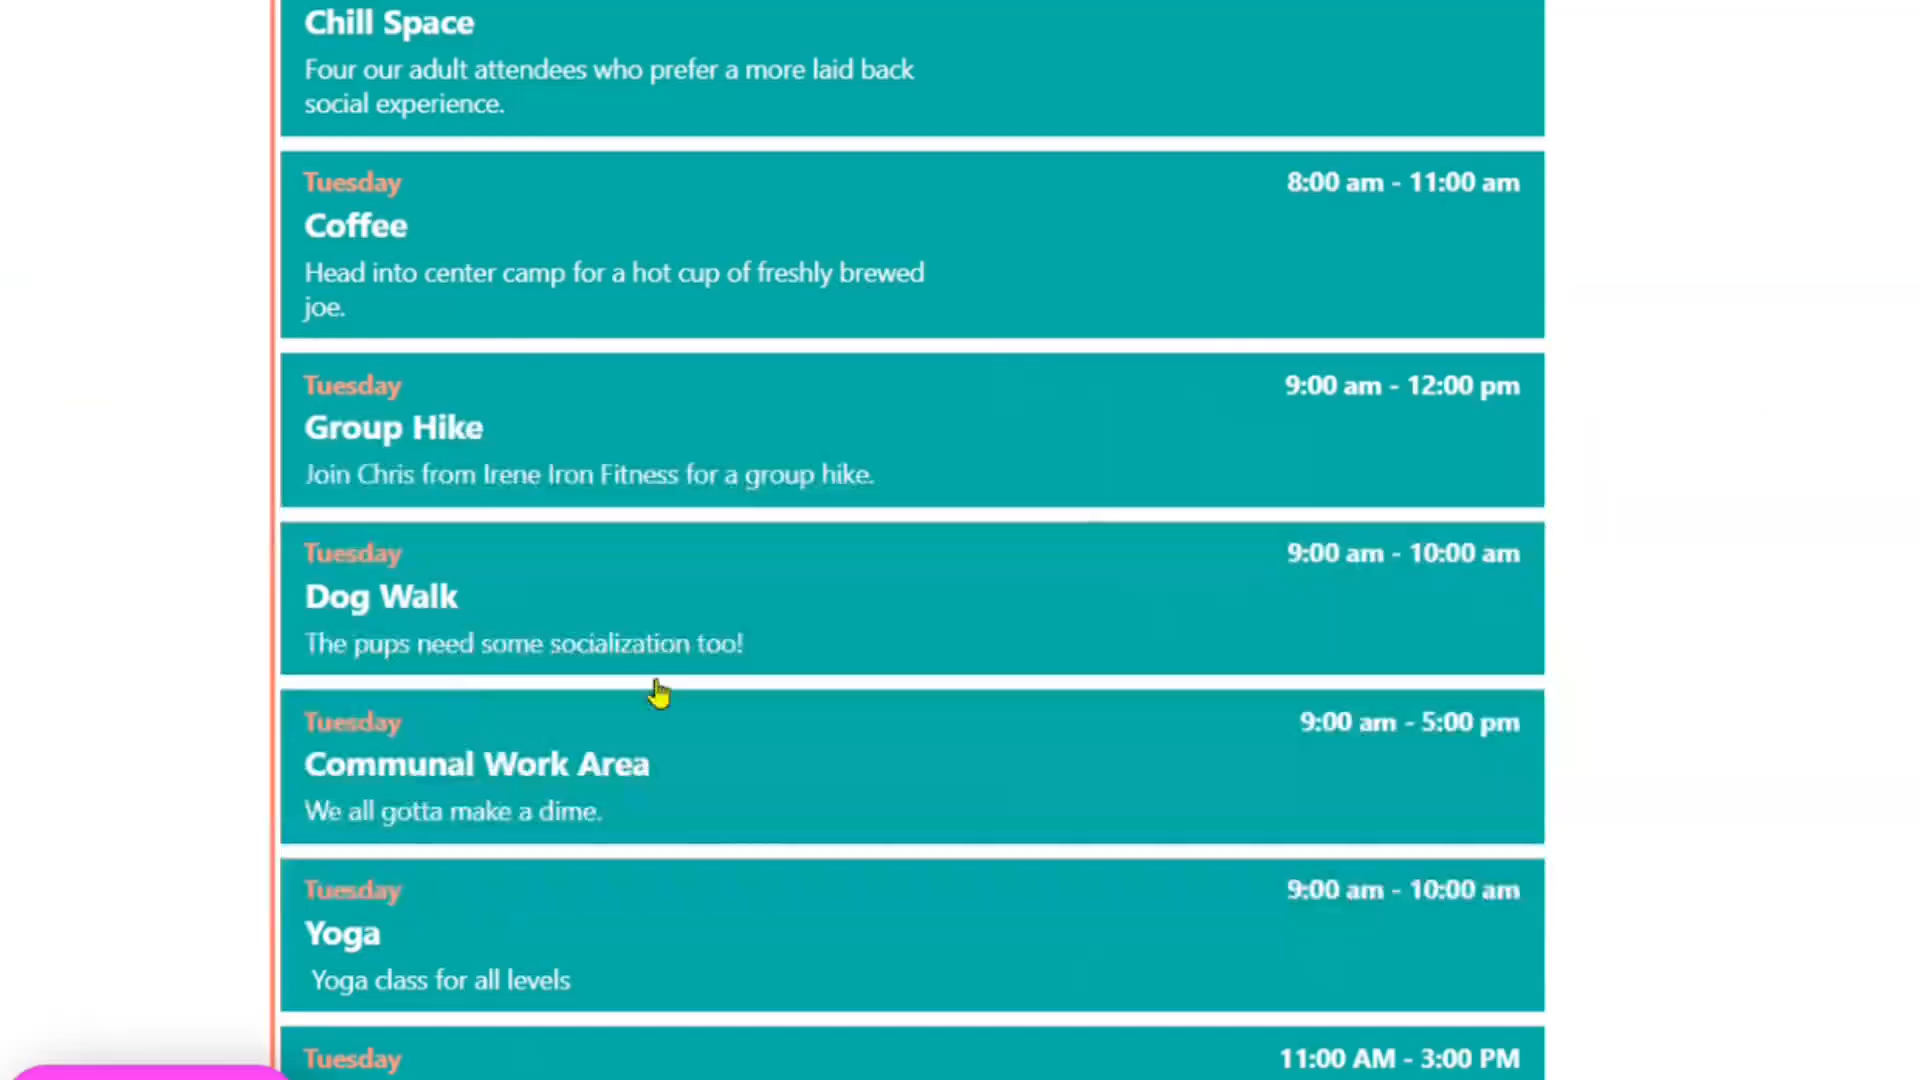 Chill Space
Four our adult attendees who prefer a more laid back
social experience.
Tuesday
8:00 am - 11:00 am
Coffee
Head into center camp for a hot cup of freshly brewed
joe.
Tuesday
9:00 am - 12:00 pm
Group Hike
Join Chris from Irene Iron Fitness for a group hike.
Tuesday
9:00 am - 10:00 am
Dog Walk
The pups need some socialization too!
Tuesday
9:00 am - 5:00 pm
Communal Work Area
We all gotta make a dime.
Tuesday
9:00 am - 10:00 am
Yoga
Yoga class for all levels
Tuesday
11:00 AM - 3:00 PM